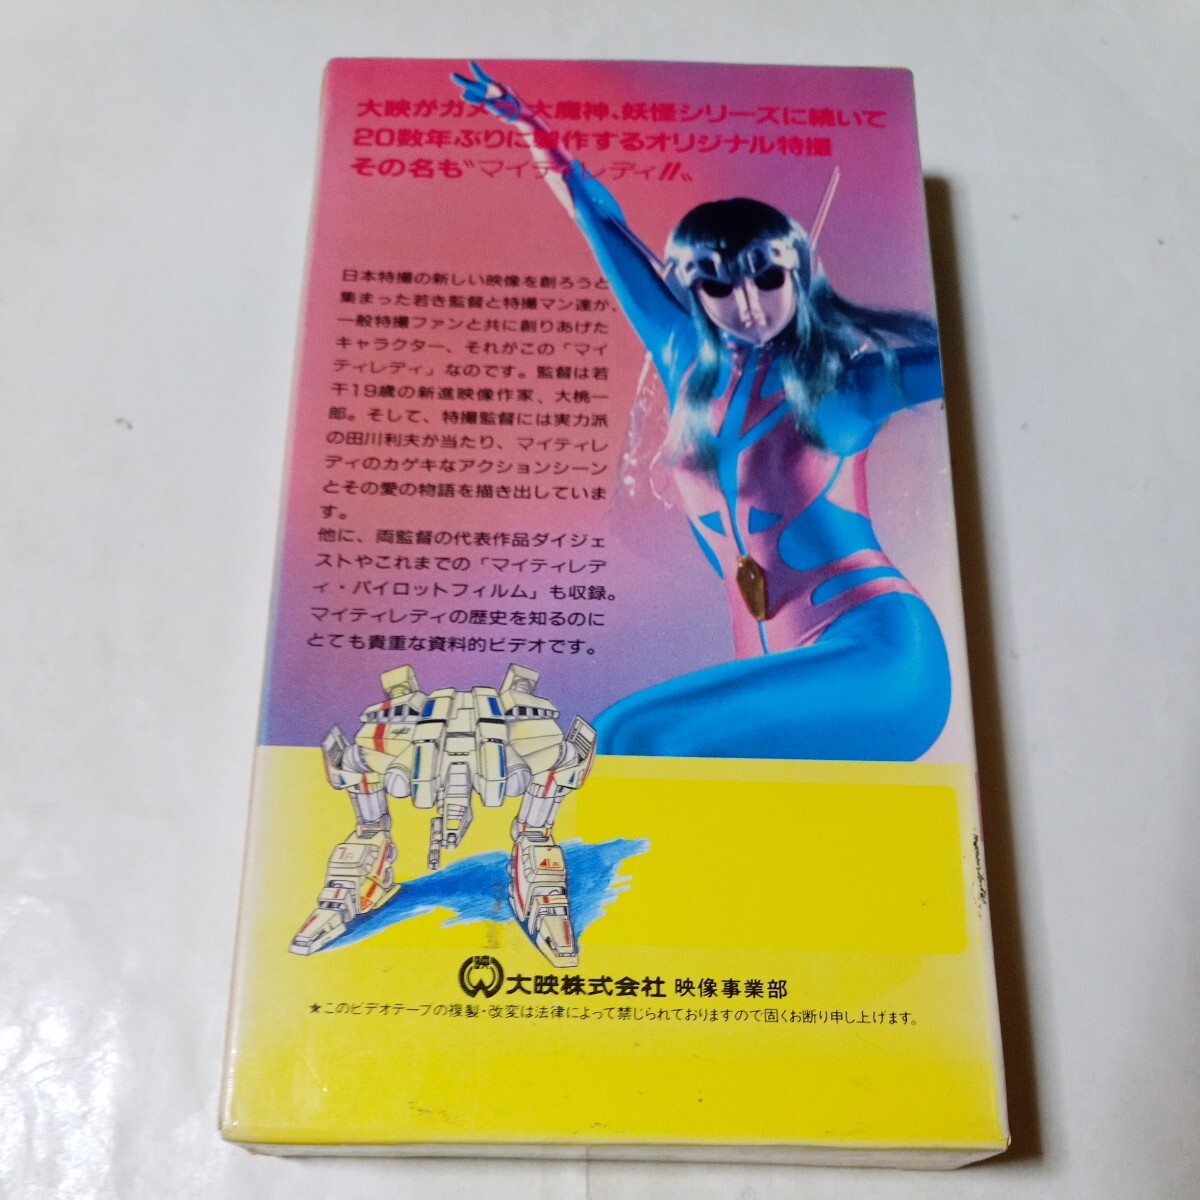 大映がガメラ、大魔神、妖怪シリーズに続いて
20数年ぶりに製作するオリジナル特撮
その名も〝マイティレディ!!〟
日本特撮の新しい映像を創ろうと
集まった若き監督と特撮マン達が、
一般特撮ファンと共に創りあげた
キャラクター、それがこの「マイ
ティレディ」なのです。監督は若
干19歳の新進映像作家、大桃一
郎。そして、特撮監督には実力派
の田川利夫が当たり、マイティレ
ディのカゲキなアクションシーン
とその愛の物語を描き出していま
す。
他に、両監督の代表作品ダイジェ
ストやこれまでの「マイティレデ
ィ・パイロットフィルム」も収録。
マイティレディの歴史を知るのに
とても貴重な資料的ビデオです。
大映株式会社 映像事業部
★このビデオテープの複製・改変は法律によって禁じられておりますので固くお断り申し上げます。